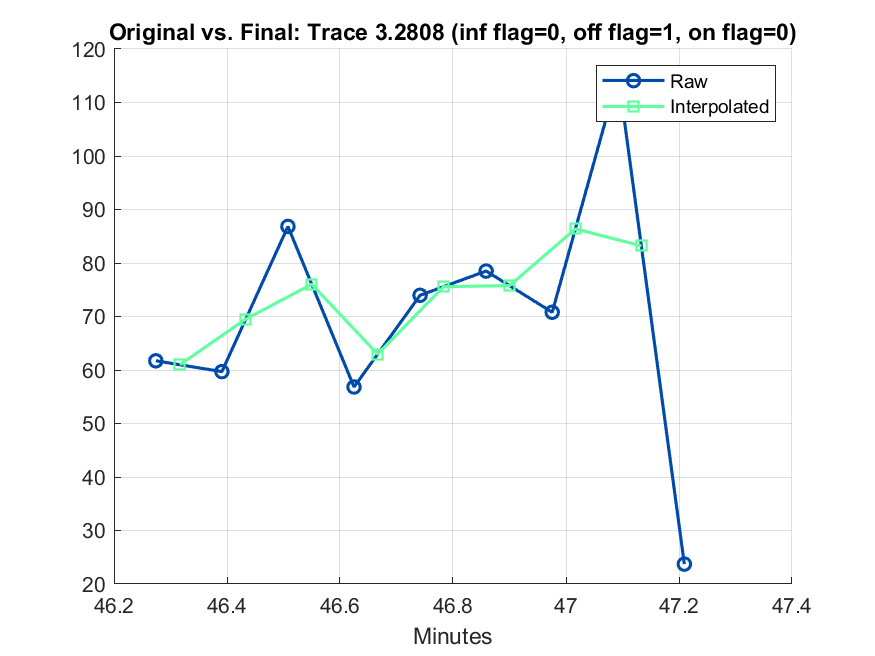 Original vs. Final: Trace 3.2808 (inf flag=0, off flag=1, on flag=0)
120
110
100
90
80
70
60
50
40
30
20
Raw
Interpolated
46.2 46.4 46.6 46.8 47 47.2 47.4
Minutes